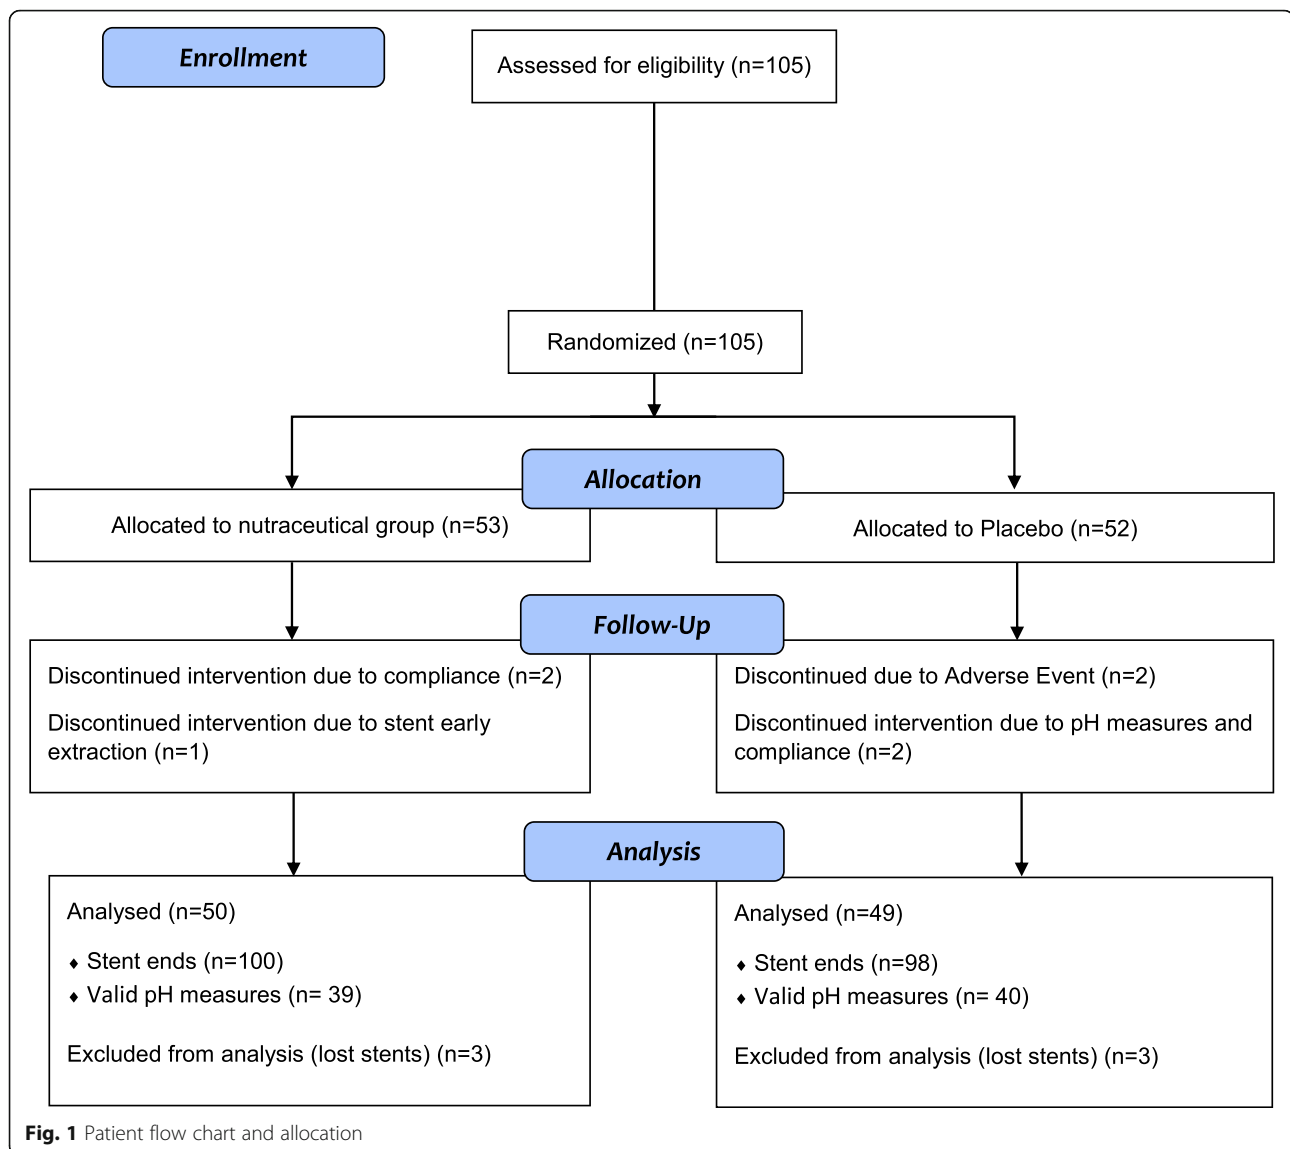 Enrollment
Assessed for eligibility (n=105)
Randomized (n=105)
Allocation
Allocated to nutraceutical group (n=53)
Allocated to Placebo (n=52)
Follow-Up
Discontinued intervention due to compliance (n=2)
Discontinued intervention due to stent early
extraction (n=1)
Discontinued due to Adverse Event (n=2)
Discontinued intervention due to pH measures and
compliance (n=2)
Analysis
Analysed (n=50)
♦ Stent ends (n=100)
♦ Valid pH measures (n= 39)
Excluded from analysis (lost stents) (n=3)
Analysed (n=49)
♦ Stent ends (n=98)
♦ Valid pH measures (n= 40)
Excluded from analysis (lost stents) (n=3)
Fig. 1 Patient flow chart and allocation